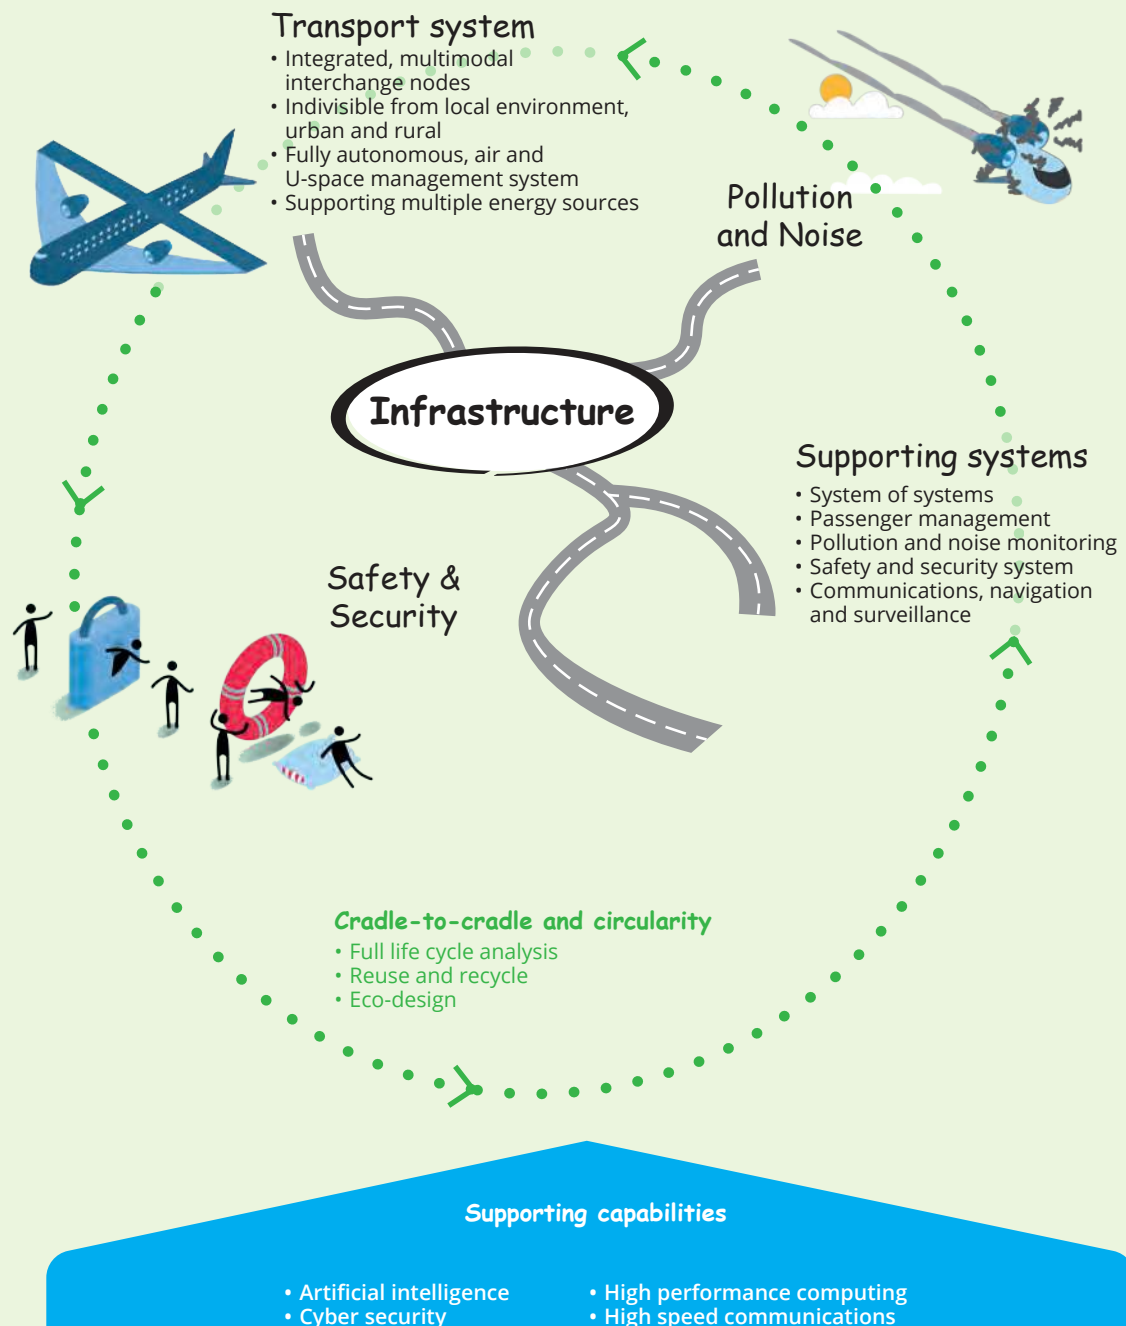 Transport system
• Integrated, multimodal
interchange nodes
• Indivisible from local environment,
urban and rural
• Fully autonomous, air and
U-space management system
• Supporting multiple energy sources
Pollution
and Noise
Infrastructure
Supporting systems
• System of systems
• Passenger management
• Pollution and noise monitoring
• Safety and security system
• Communications, navigation
and surveillance
Safety &
Security
Cradle-to-cradle and circularity
• Full life cycle analysis
• Reuse and recycle
• Eco-design
Supporting capabilities
• Artificial intelligence
• Cyber security
• High performance computing
• High speed communications